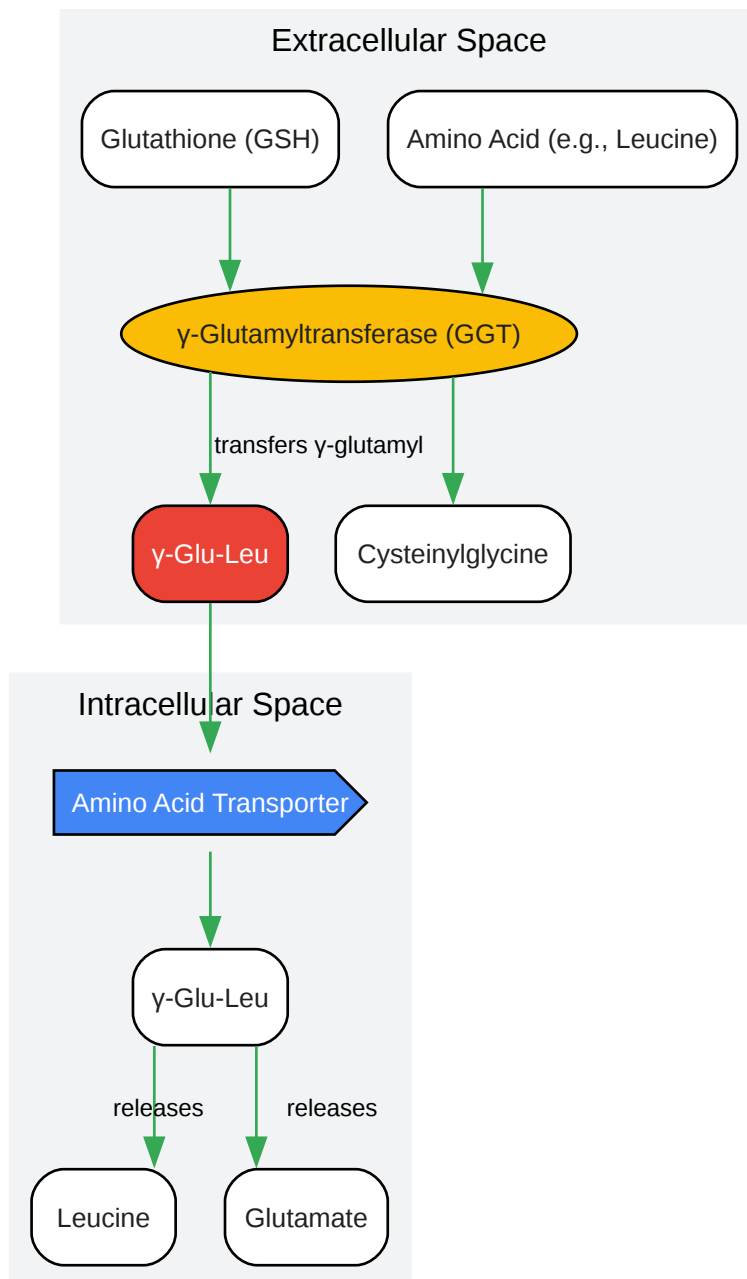 Extracellular Space
Glutathione (GSH)
Amino Acid (e.g., Leucine)
γ-Glutamyltransferase (GGT)
transfers γ-glutamyl
γ-Glu-Leu
Cysteinylglycine
Intracellular Space
Amino Acid Transporter
γ-Glu-Leu
releases
releases
Leucine
Glutamate